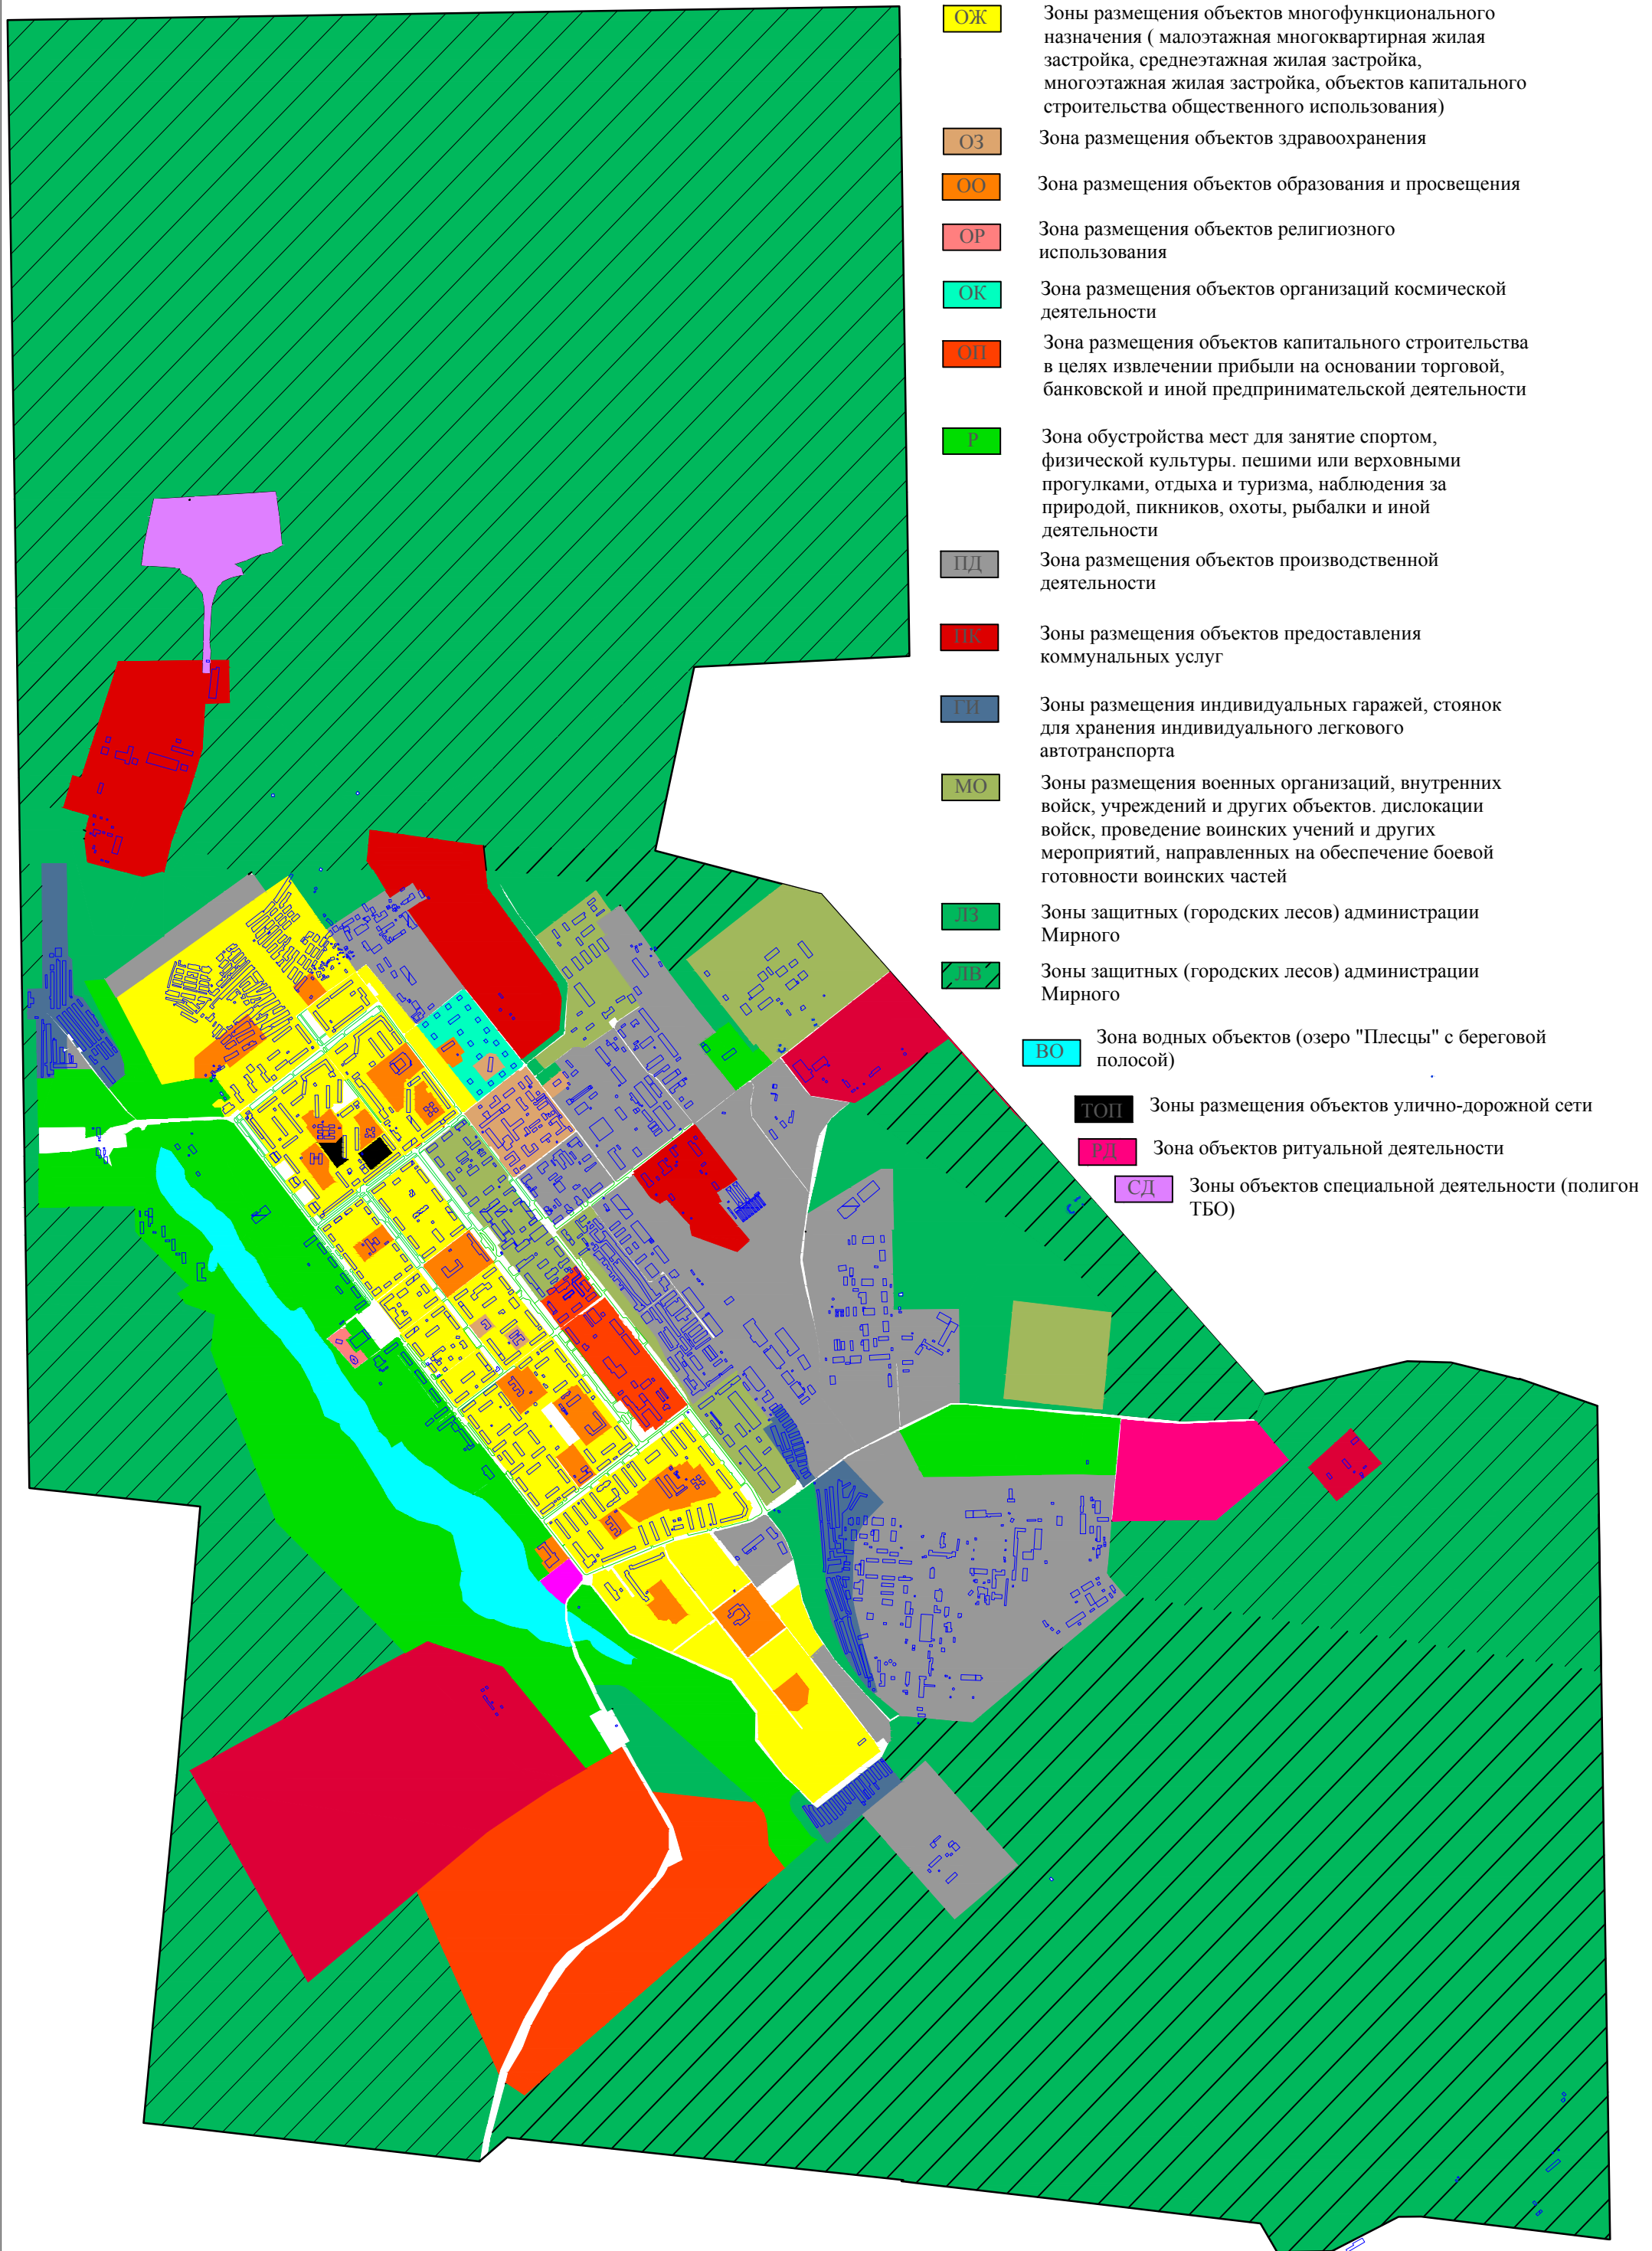 ОЖ Зоны размещения объектов многофункционального
назначения ( малоэтажная многоквартирная жилая
застройка, среднеэтажная жилая застройка,
многоэтажная жилая застройка, объектов капитального
строительства общественного использования)
ОЗ Зона размещения объектов здравоохранения
ОО Зона размещения объектов образования и просвещения
ОР Зона размещения объектов религиозного
использования
ОК Зона размещения объектов организаций космической
деятельности
ОП Зона размещения объектов капитального строительства
в целях извлечении прибыли на основании торговой,
банковской и иной предпринимательской деятельности
Р Зона обустройства мест для занятие спортом,
физической культуры. пешими или верховными
прогулками, отдыха и туризма, наблюдения за
природой, пикников, охоты, рыбалки и иной
деятельности
ПД Зона размещения объектов производственной
деятельности
ПК Зоны размещения объектов предоставления
коммунальных услуг
ГИ Зоны размещения индивидуальных гаражей, стоянок
для хранения индивидуального легкового
автотранспорта
МО Зоны размещения военных организаций, внутренних
войск, учреждений и других объектов. дислокации
войск, проведение воинских учений и других
мероприятий, направленных на обеспечение боевой
готовности воинских частей
ЛЗ Зоны защитных (городских лесов) администрации
Мирного
ЛВ Зоны защитных (городских лесов) администрации
Мирного
ВО Зона водных объектов (озеро "Плесцы" с береговой
полосой)
ТОП Зоны размещения объектов улично-дорожной сети
РД Зона объектов ритуальной деятельности
СД Зоны объектов специальной деятельности (полигон
ТБО)